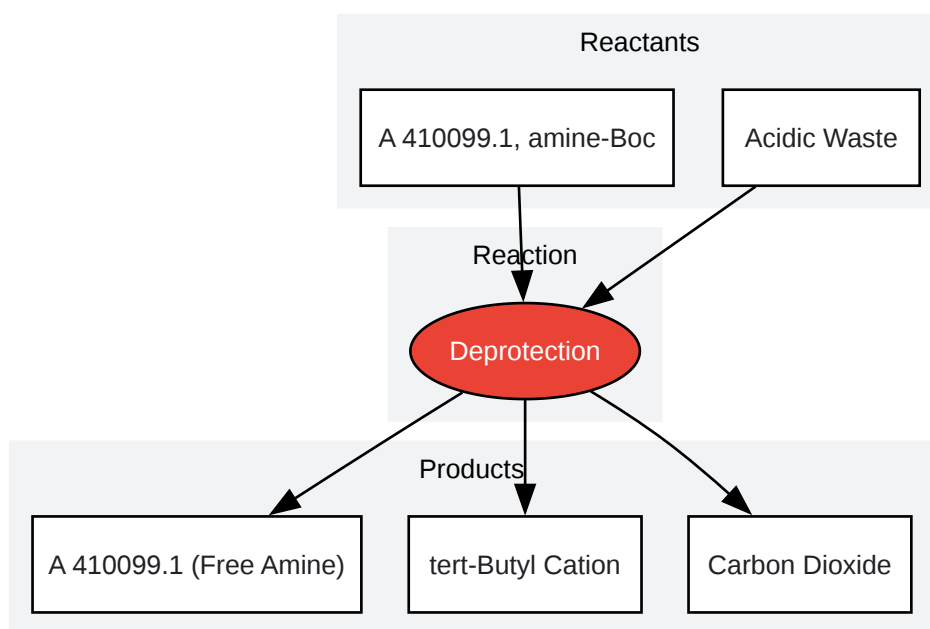 Reactants
A 410099.1, amine-Boc
Acidic Waste
Reaction
Deprotection
Products
A 410099.1 (Free Amine)
tert-Butyl Cation
Carbon Dioxide